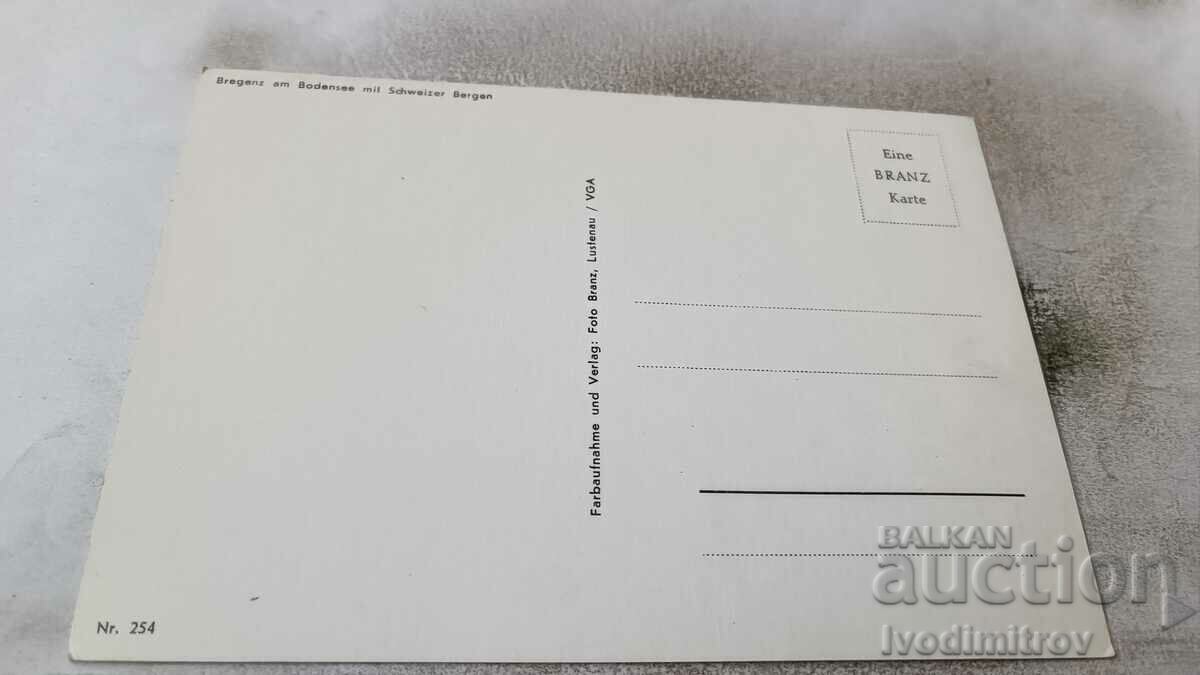 Bregenz am Bodensee mit Schweizer Bergen
Eine
BRANZ
Karte
Farbaufnahme und Verlag: Foto Branz, Lustenau / VGA
Nr. 254
BALKAN
auction
Ivodimitrov